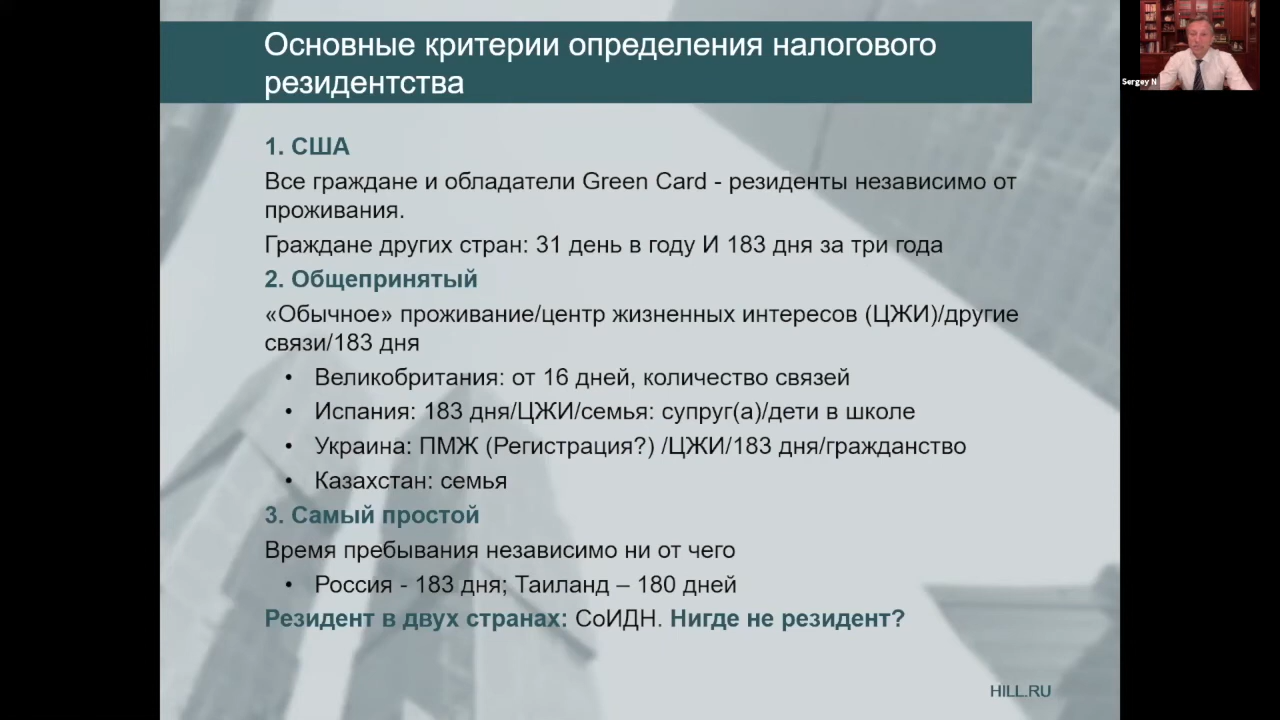 Основные критерии определения налогового
резидентства
Sergey N
1. США
Все граждане и обладатели Green Card - резиденты независимо от
проживания.
Граждане других стран: 31 день в году И 183 дня за три года
2. Общепринятый
«Обычное» проживание/центр жизненных интересов (ЦЖИ)/другие
связи/183 дня
• Великобритания: от 16 дней, количество связей
• Испания: 183 дня/ЦЖИ/семья: супруг(а)/дети в школе
• Украина: ПМЖ (Регистрация?) /ЦЖИ/183 дня/гражданство
• Казахстан: семья
3. Самый простой
Время пребывания независимо ни от чего
• Россия - 183 дня; Таиланд – 180 дней
Резидент в двух странах: СоИДН. Нигде не резидент?
HILL.RU